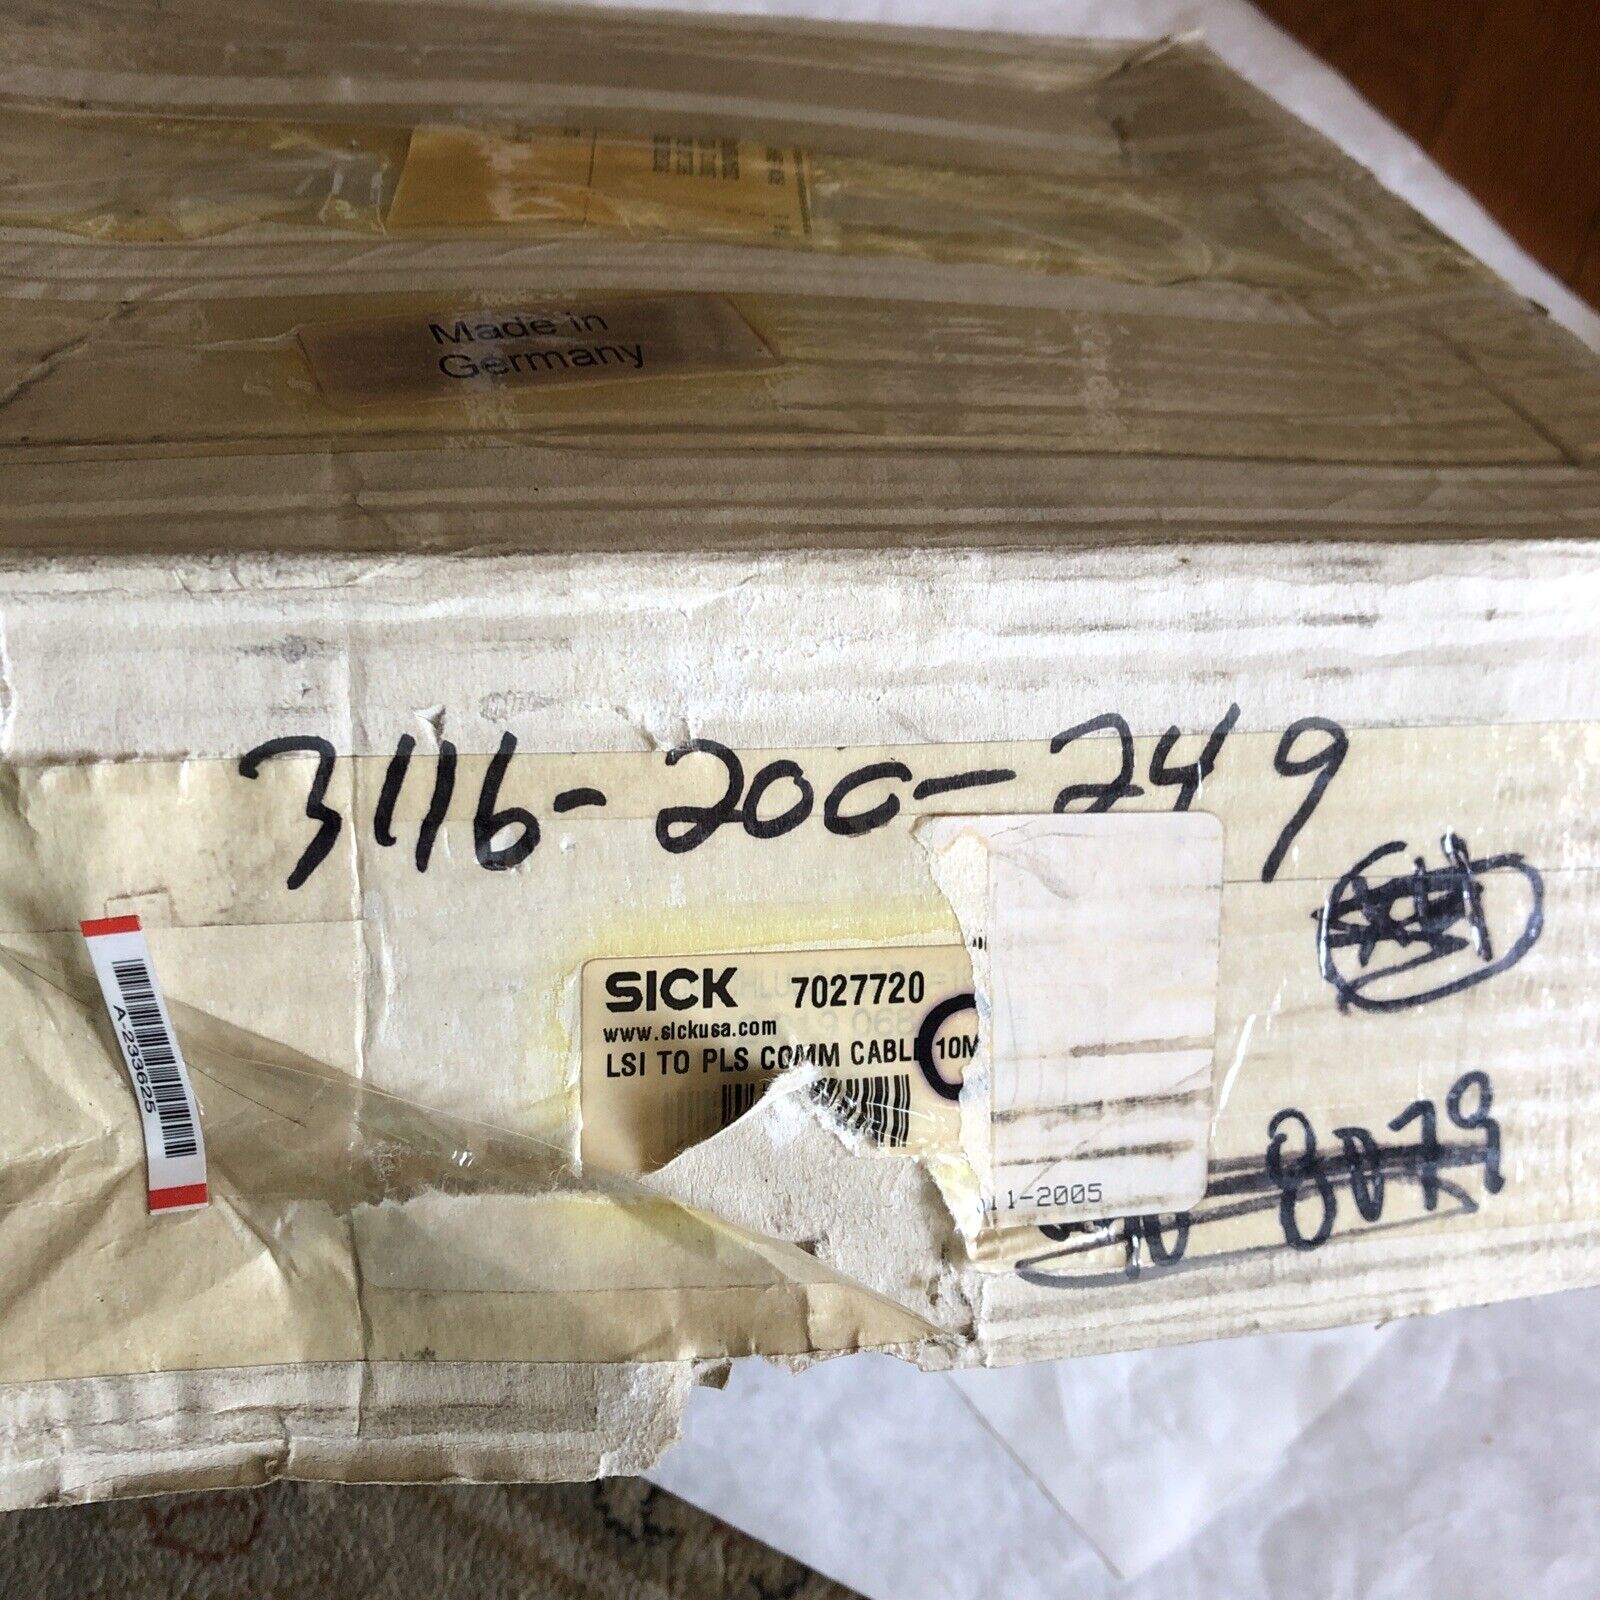 Made in
Germany
3116-200-249
SICK 7027720
www.sickusa.com
LSI TO PLS COMM CABLE 10M
A-233625
11-2005
8079